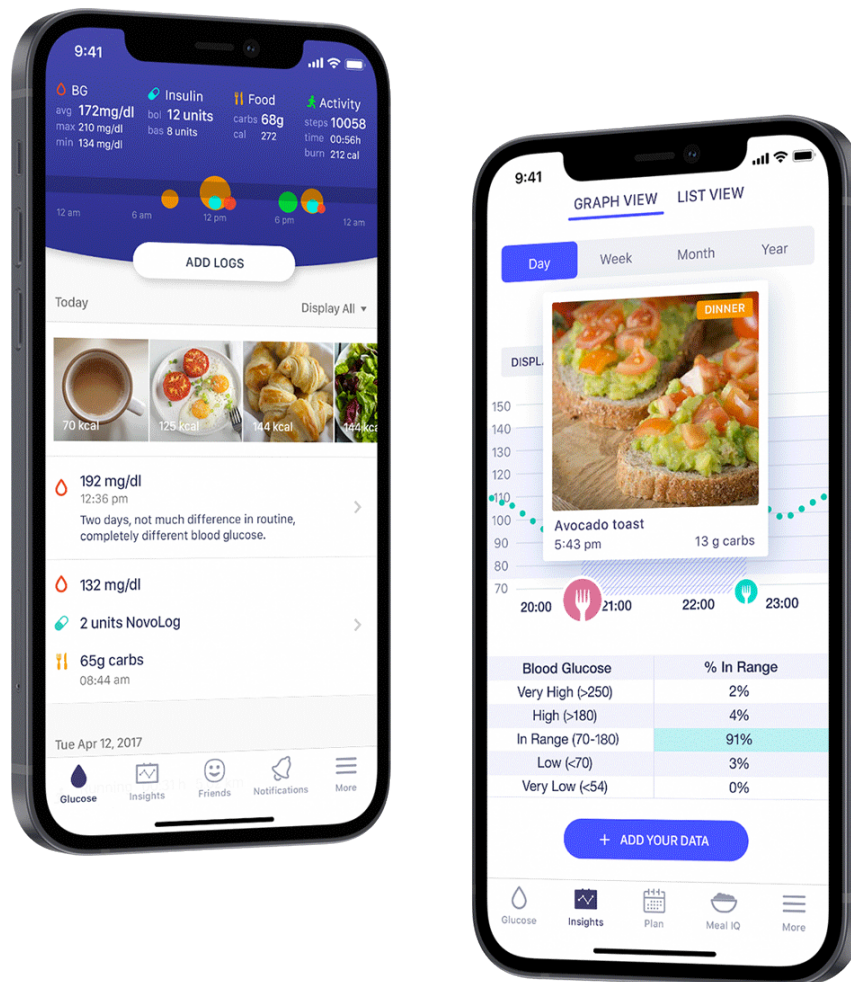 9:41
BG
avg 172mg/dl
max 210 mg/dl
min 134 mg/dl
Insulin
bol 12 units
bas 8 units
Food
carbs 68g
cal 272
Activity
steps 10058
time 00:56h
burn 212 cal
12 am 6 am 12 pm 6 pm 12 am
ADD LOGS
Today Display All
70 kcal 125 kcal 144 kcal 144 kc
192 mg/dl
12:36 pm
Two days, not much difference in routine,
completely different blood glucose.
132 mg/dl
2 units NovoLog
65g carbs
08:44 am
Tue Apr 12, 2017
Glucose Insights Friends Notifications More
9:41
GRAPH VIEW LIST VIEW
Day Week Month Year
DINNER
DISPL
150
140
130
120
110
100
90
80
70
Avocado toast
5:43 pm 13 g carbs
20:00 21:00 22:00 23:00
Blood Glucose % In Range
Very High (>250) 2%
High (>180) 4%
In Range (70-180) 91%
Low (<70) 3%
Very Low (<54) 0%
+ ADD YOUR DATA
Glucose Insights Plan Meal IQ More